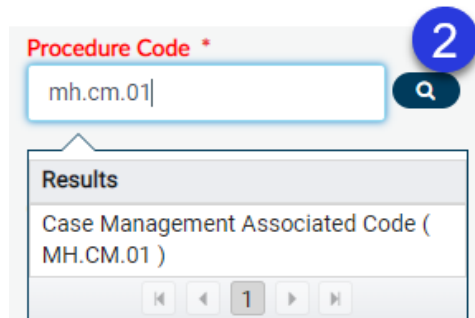 Procedure Code *
2
mh.cm.01
Results
Case Management Associated Code (
MH.CM.01 )
1